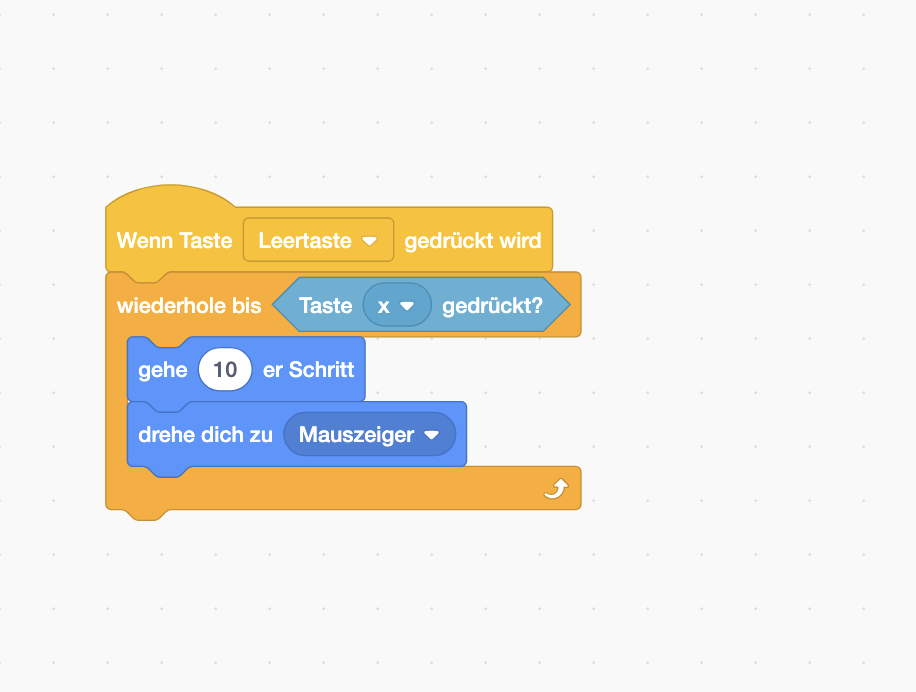 Wenn Taste Leertaste gedrückt wird
wiederhole bis Taste x gedrückt?
gehe 10 er Schritt
drehe dich zu Mauszeiger